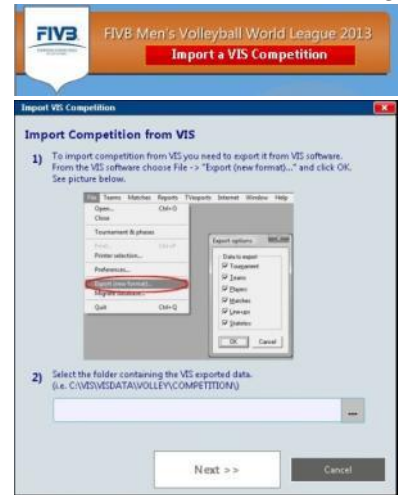 FIVB
FIVB Men's Volleyball World League 2013
Import a VIS Competition
Import VIS Competition
Import Competition from VIS
1) To import competition from VIS you need to export it from VIS software.
From the VIS software choose File -> "Export (new format)..." and click OK.
See picture below.
File Teams Matches Reports TVreports Internet Window Help
Open... Ctrl+O
Close
Tournament & phases
Printer selection...
Preferences...
Export (new format)...
Migrate database...
Quit Ctrl+Q
Export options
Data to export
Tournament
Teams
Players
Matches
Line-ups
Statistics
OK Cancel
2) Select the folder containing the VIS exported data.
(i.e. C:\VIS\VISDATA\VOLLEY\COMPETITION\)
...
Next >>
Cancel